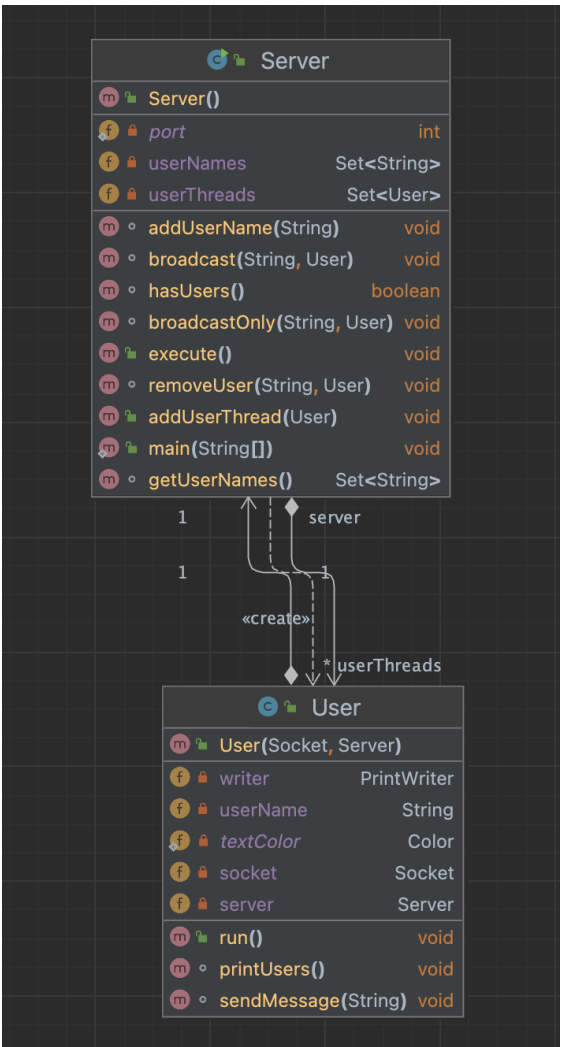 Server
Server()
port int
userNames Set<String>
userThreads Set<User>
addUserName(String) void
broadcast(String, User) void
hasUsers() boolean
broadcastOnly(String, User) void
execute() void
removeUser(String, User) void
addUserThread(User) void
main(String[]) void
getUserNames() Set<String>
1 server
1 1
«create»
* userThreads
User
User(Socket, Server)
writer PrintWriter
userName String
textColor Color
socket Socket
server Server
run() void
printUsers() void
sendMessage(String) void